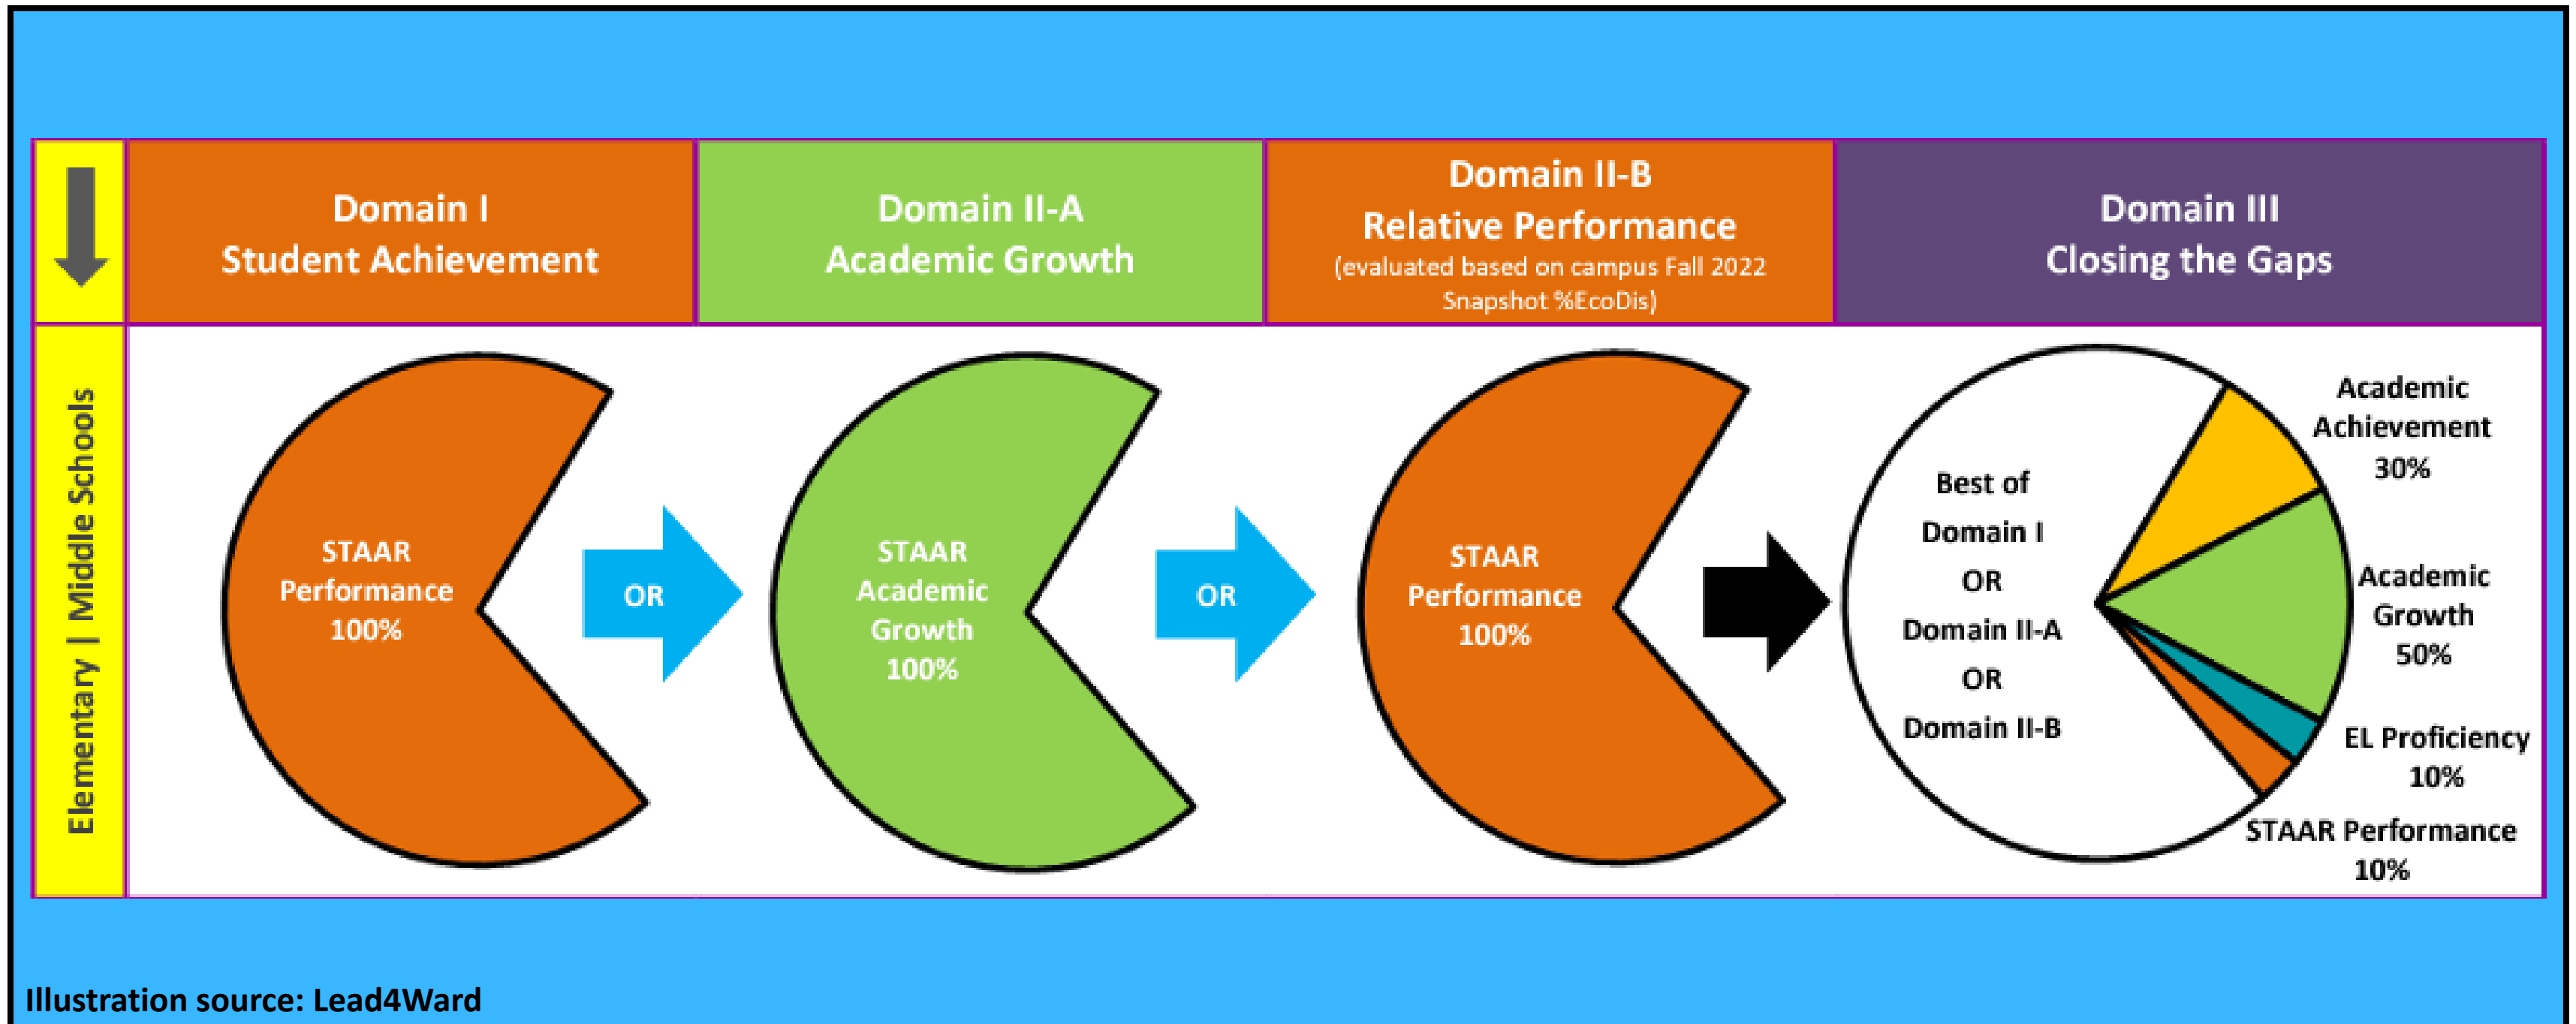 Domain I
Student Achievement
Domain II-A
Academic Growth
Domain II-B
Relative Performance
(evaluated based on campus Fall 2022
Snapshot %EcoDis)
Domain III
Closing the Gaps
Elementary | Middle Schools
STAAR
Performance
100%
OR
STAAR
Academic
Growth
100%
OR
STAAR
Performance
100%
Best of
Domain I
OR
Domain II-A
OR
Domain II-B
Academic
Achievement
30%
Academic
Growth
50%
EL Proficiency
10%
STAAR Performance
10%
Illustration source: Lead4Ward